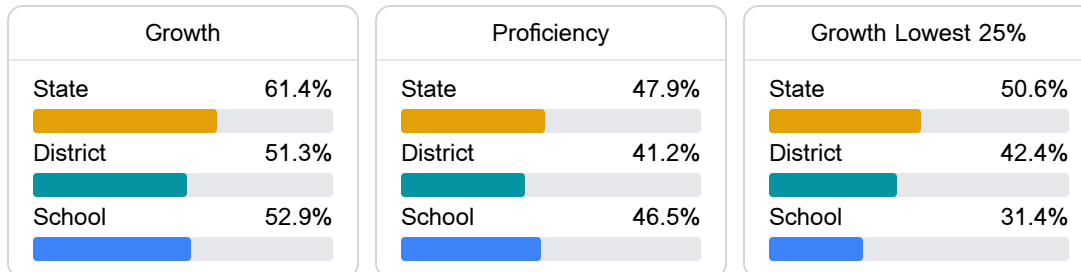 Growth
State 61.4%
District 51.3%
School 52.9%
Proficiency
State 47.9%
District 41.2%
School 46.5%
Growth Lowest 25%
State 50.6%
District 42.4%
School 31.4%